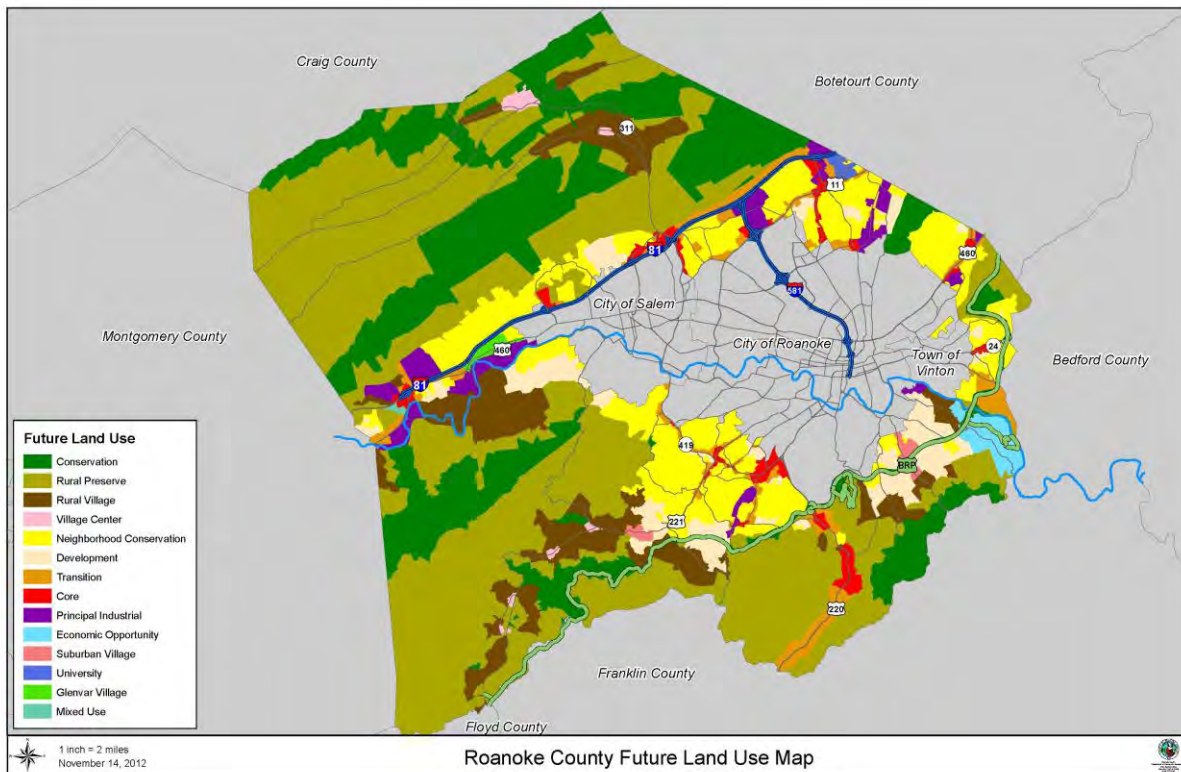 Craig County
Botetourt County
311
11
81
460
581
City of Salem
Montgomery County
460
City of Roanoke
Town of
Vinton
24
Bedford County
81
419
BRP
221
220
Franklin County
Floyd County
Future Land Use
Conservation
Rural Preserve
Rural Village
Village Center
Neighborhood Conservation
Development
Transition
Core
Principal Industrial
Economic Opportunity
Suburban Village
University
Glenvar Village
Mixed Use
1 inch = 2 miles
November 14, 2012
Roanoke County Future Land Use Map